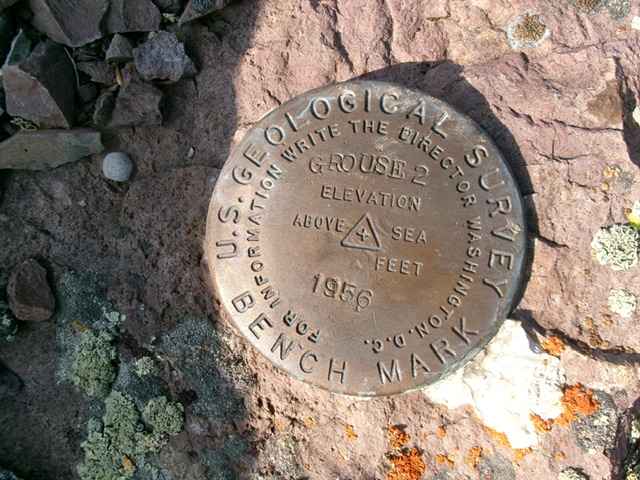 U.S. GEOLOGICAL SURVEY
FOR INFORMATION WRITE THE DIRECTOR WASHINGTON, D.C.
GROUSE 2
ELEVATION
ABOVE SEA
FEET
1956
BENCH MARK